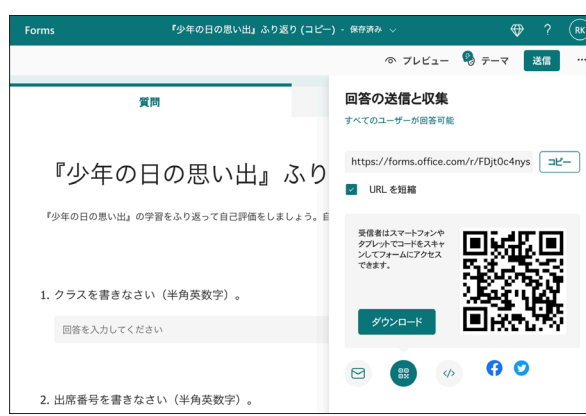 Forms
『少年の日の思い出』ふり返り (コピー) - 保存済み
?
RK
プレビュー
テーマ
送信
...
質問
『少年の日の思い出』ふり
『少年の日の思い出』の学習をふり返って自己評価をしましょう。自
1. クラスを書きなさい（半角英数字）。
回答を入力してください
2. 出席番号を書きなさい（半角英数字）。
回答の送信と収集
すべてのユーザーが回答可能
https://forms.office.com/r/FDjt0c4nys
コピー
URL を短縮
受信者はスマートフォンや
タブレットでコードをスキャ
ンしてフォームにアクセス
できます。
ダウンロード